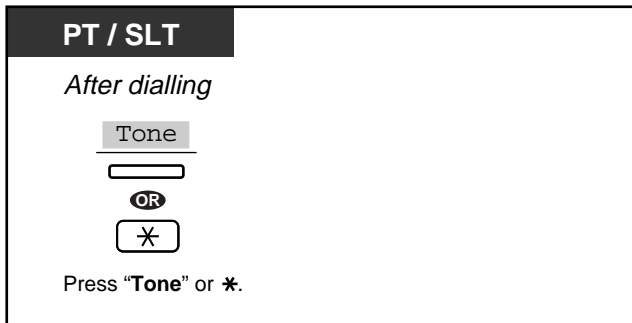 PT / SLT
After dialling
Tone
OR
*
Press “Tone” or *.